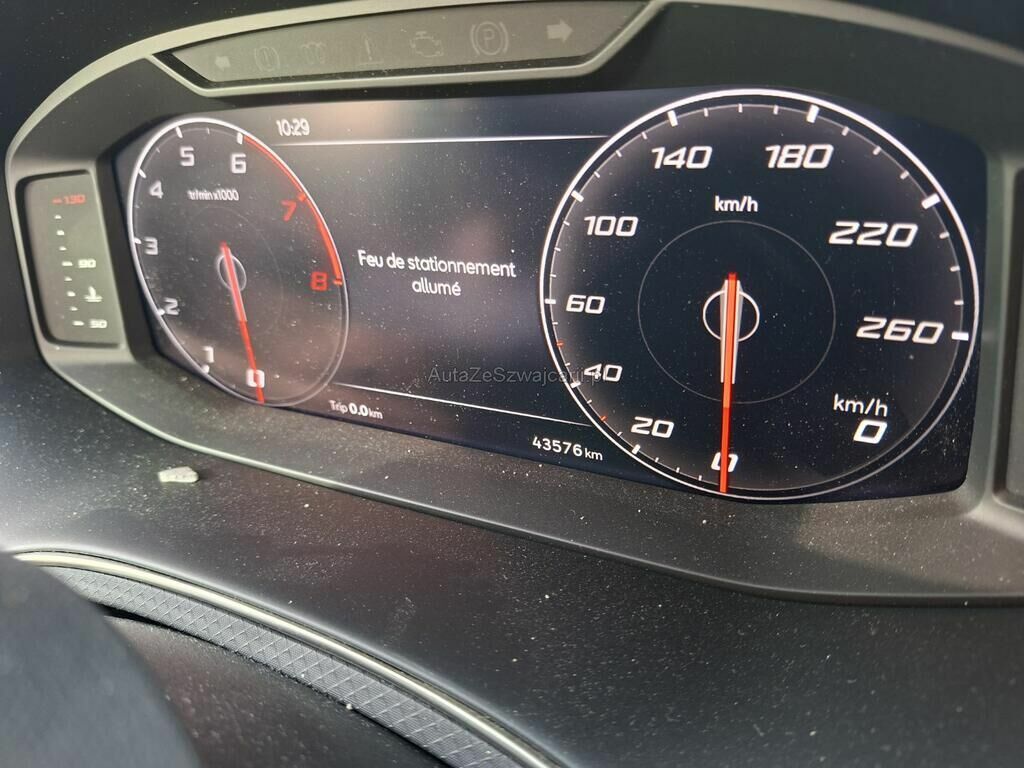 10:29
tr/min x1000
0
1
2
3
4
5
6
7
8
130
90
50
Feu de stationnement
allumé
Trip 0.0 km
43576 km
km/h
0
20
40
60
100
140
180
220
260
km/h
0
P
AutaZeSzwajcarii.pl